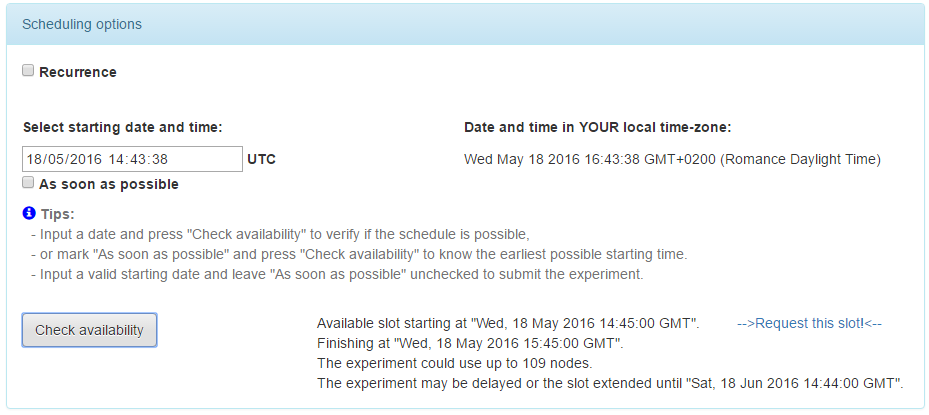 Scheduling options
Recurrence
Select starting date and time:
Date and time in YOUR local time-zone:
18/05/2016 14:43:38 UTC
Wed May 18 2016 16:43:38 GMT+0200 (Romance Daylight Time)
As soon as possible
Tips:
- Input a date and press "Check availability" to verify if the schedule is possible,
- or mark "As soon as possible" and press "Check availability" to know the earliest possible starting time.
- Input a valid starting date and leave "As soon as possible" unchecked to submit the experiment.
Check availability
Available slot starting at "Wed, 18 May 2016 14:45:00 GMT". -->Request this slot!<--
Finishing at "Wed, 18 May 2016 15:45:00 GMT".
The experiment could use up to 109 nodes.
The experiment may be delayed or the slot extended until "Sat, 18 Jun 2016 14:44:00 GMT".